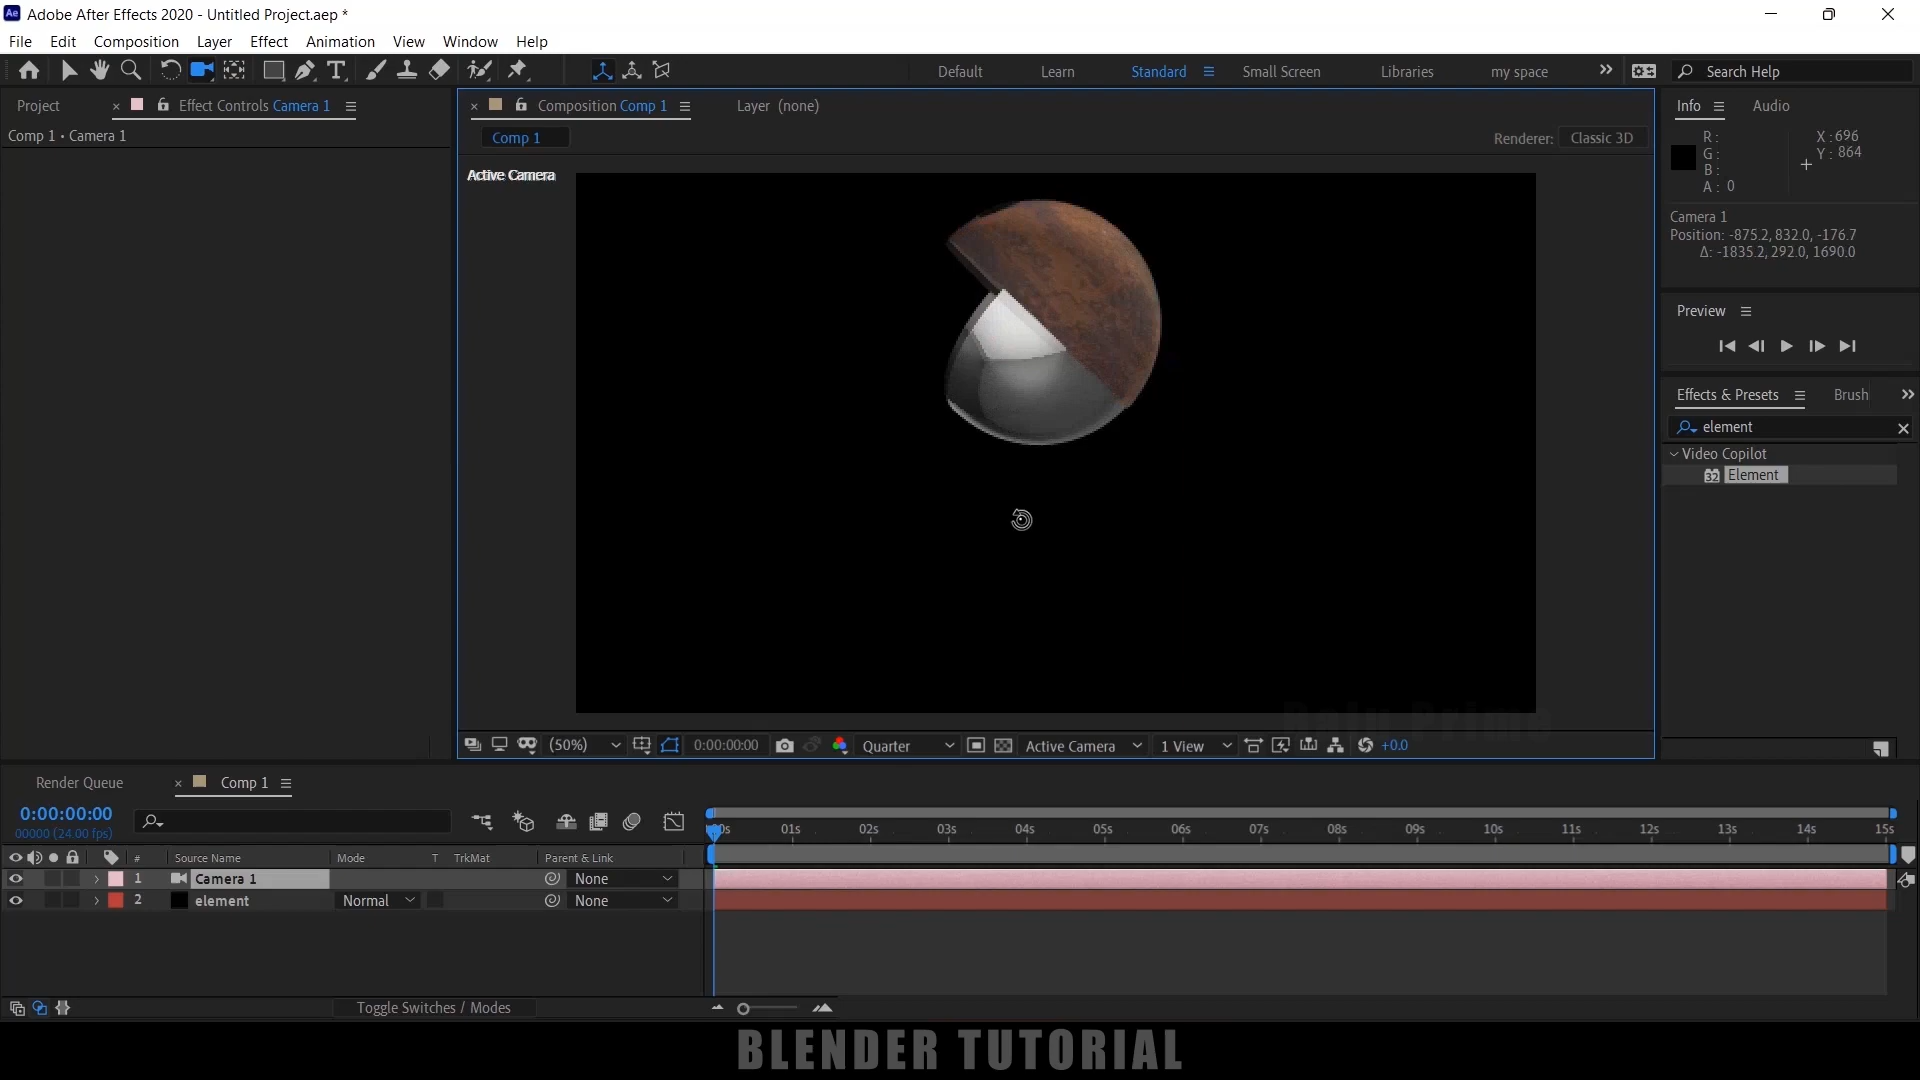 Ae Adobe After Effects 2020 - Untitled Project.aep *
File Edit Composition Layer Effect Animation View Window Help
Default Learn Standard Small Screen Libraries my space Search Help
Project Effect Controls Camera 1
Composition Comp 1 Layer (none)
Info Audio
Comp 1 • Camera 1
Comp 1
Renderer: Classic 3D
Active Camera
R :
G :
B :
A : 0
X : 696
Y : 864
Camera 1
Position: -875.2, 832.0, -176.7
Δ: -1835.2, 292.0, 1690.0
Preview
Effects & Presets Brush
element
Video Copilot
32 Element
(50%) 0:00:00:00 Quarter Active Camera 1 View +0.0
Render Queue Comp 1
0:00:00:00
00000 (24.00 fps)
00s 01s 02s 03s 04s 05s 06s 07s 08s 09s 10s 11s 12s 13s 14s 15s
# Source Name Mode T TrkMat Parent & Link
1 Camera 1 None
2 element Normal None
Toggle Switches / Modes
BLENDER TUTORIAL